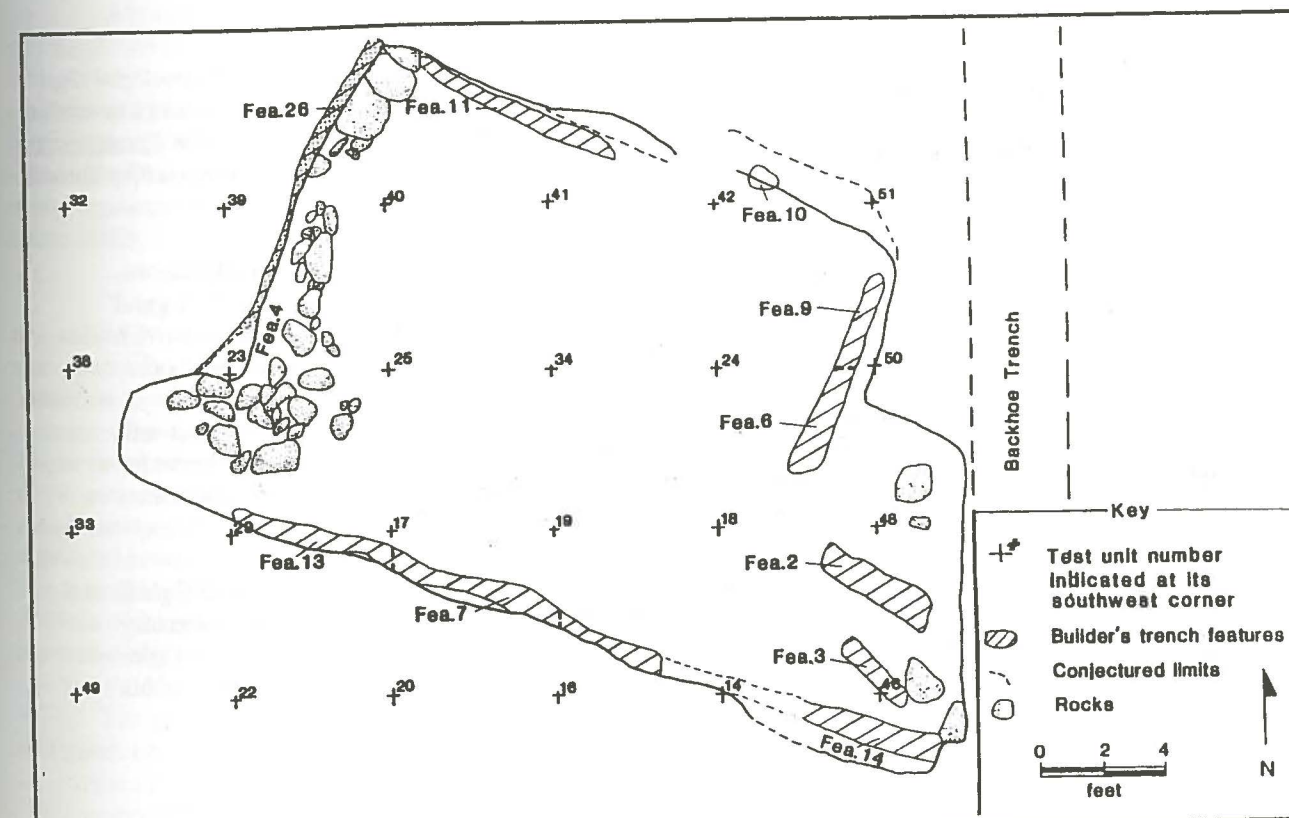 Fea.26
Fea.11
32
39
40
41
42
51
Fea.10
Fea.4
Fea.9
38
23
25
34
24
50
Fea.6
Backhoe Trench
33
29
17
19
18
48
Fea.13
Fea.2
Fea.7
Fea.3
49
22
20
16
14
46
Fea.14
Key
Test unit number
indicated at its
southwest corner
Builder's trench features
Conjectured limits
Rocks
0 2 4
feet
N